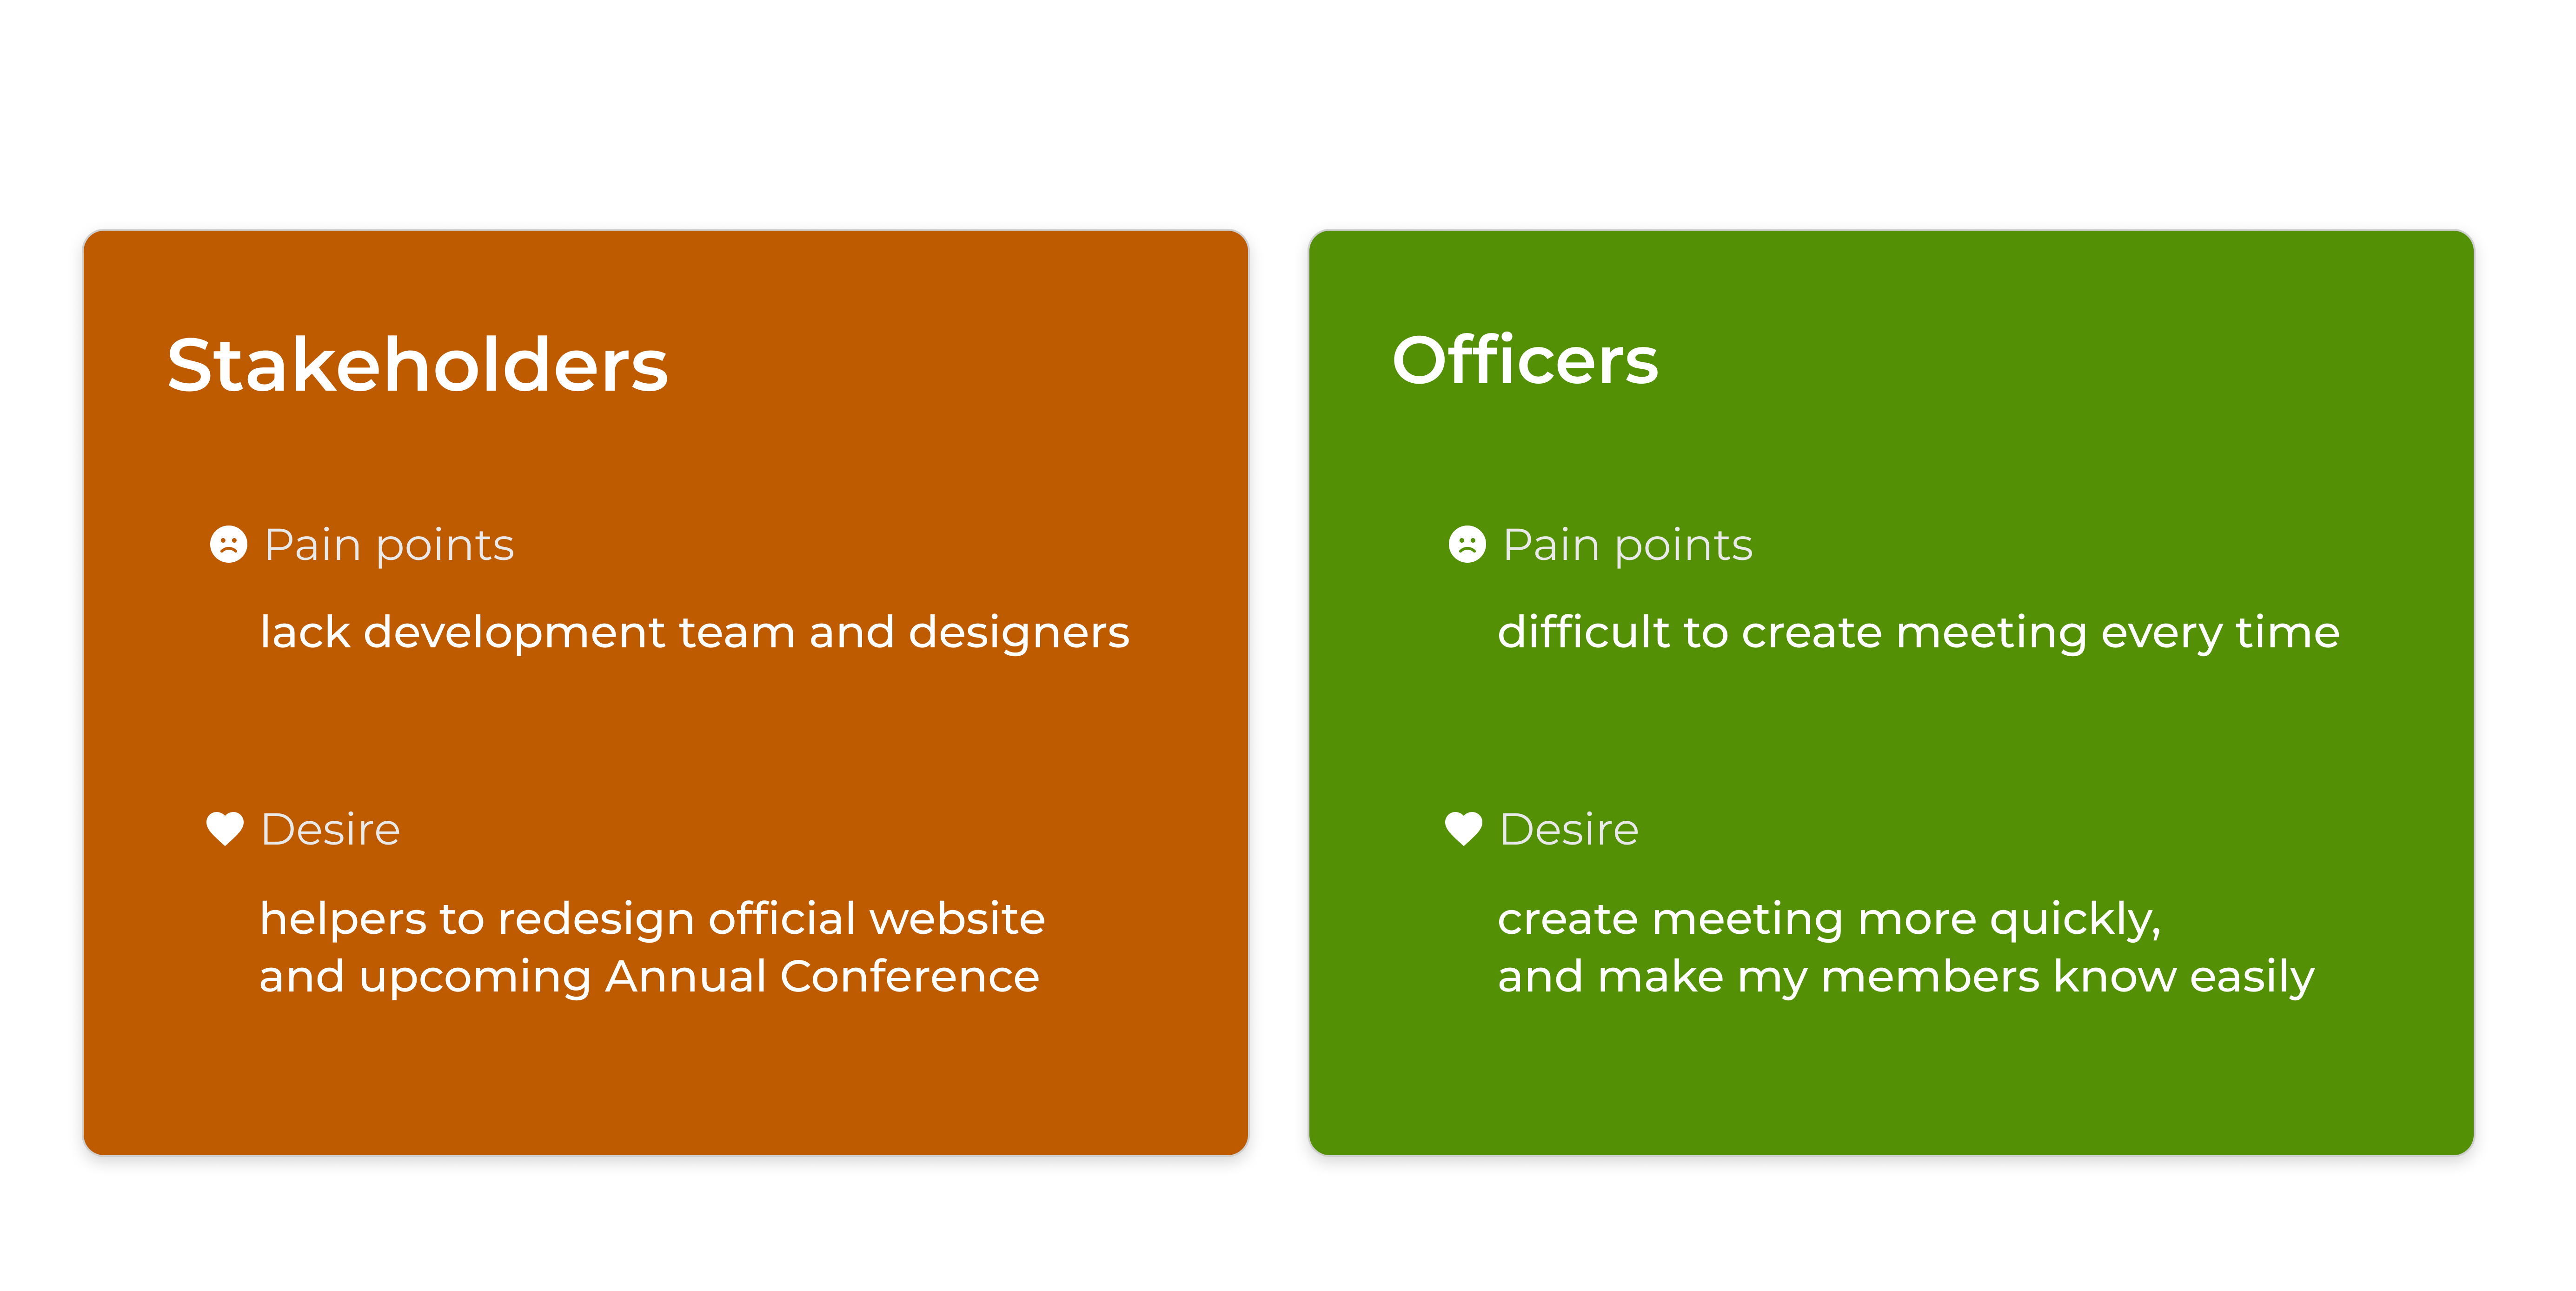 Stakeholders
Pain points
lack development team and designers
Desire
helpers to redesign official website
and upcoming Annual Conference
Officers
Pain points
difficult to create meeting every time
Desire
create meeting more quickly,
and make my members know easily